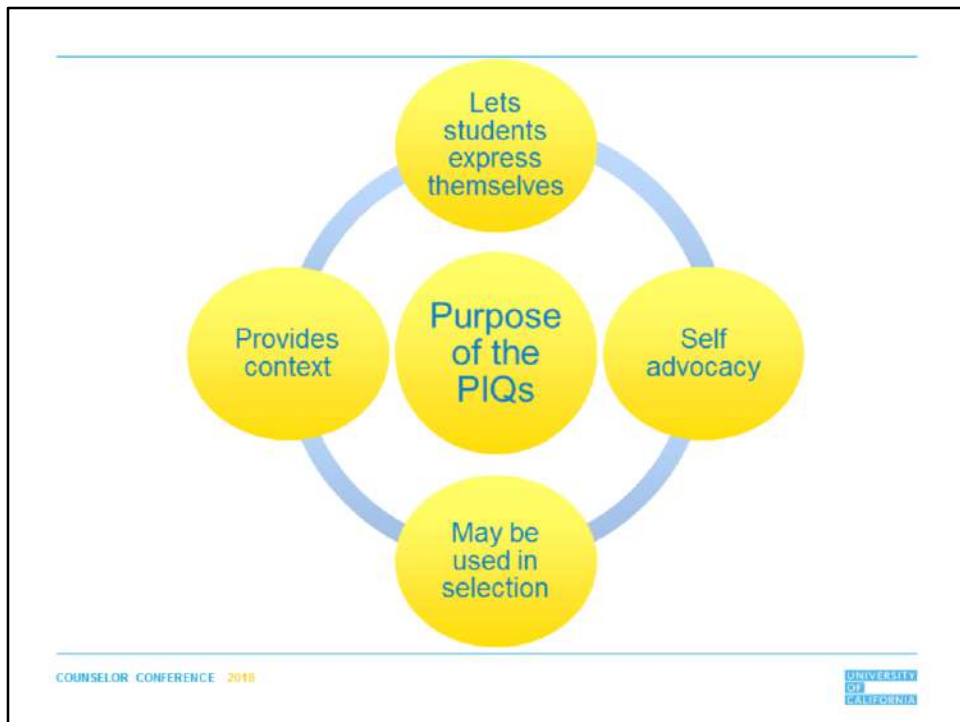 Lets
students
express
themselves
Provides
context
Purpose
of the
PIQs
Self
advocacy
May be
used in
selection
COUNSELOR CONFERENCE 2018
UNIVERSITY
OF
CALIFORNIA